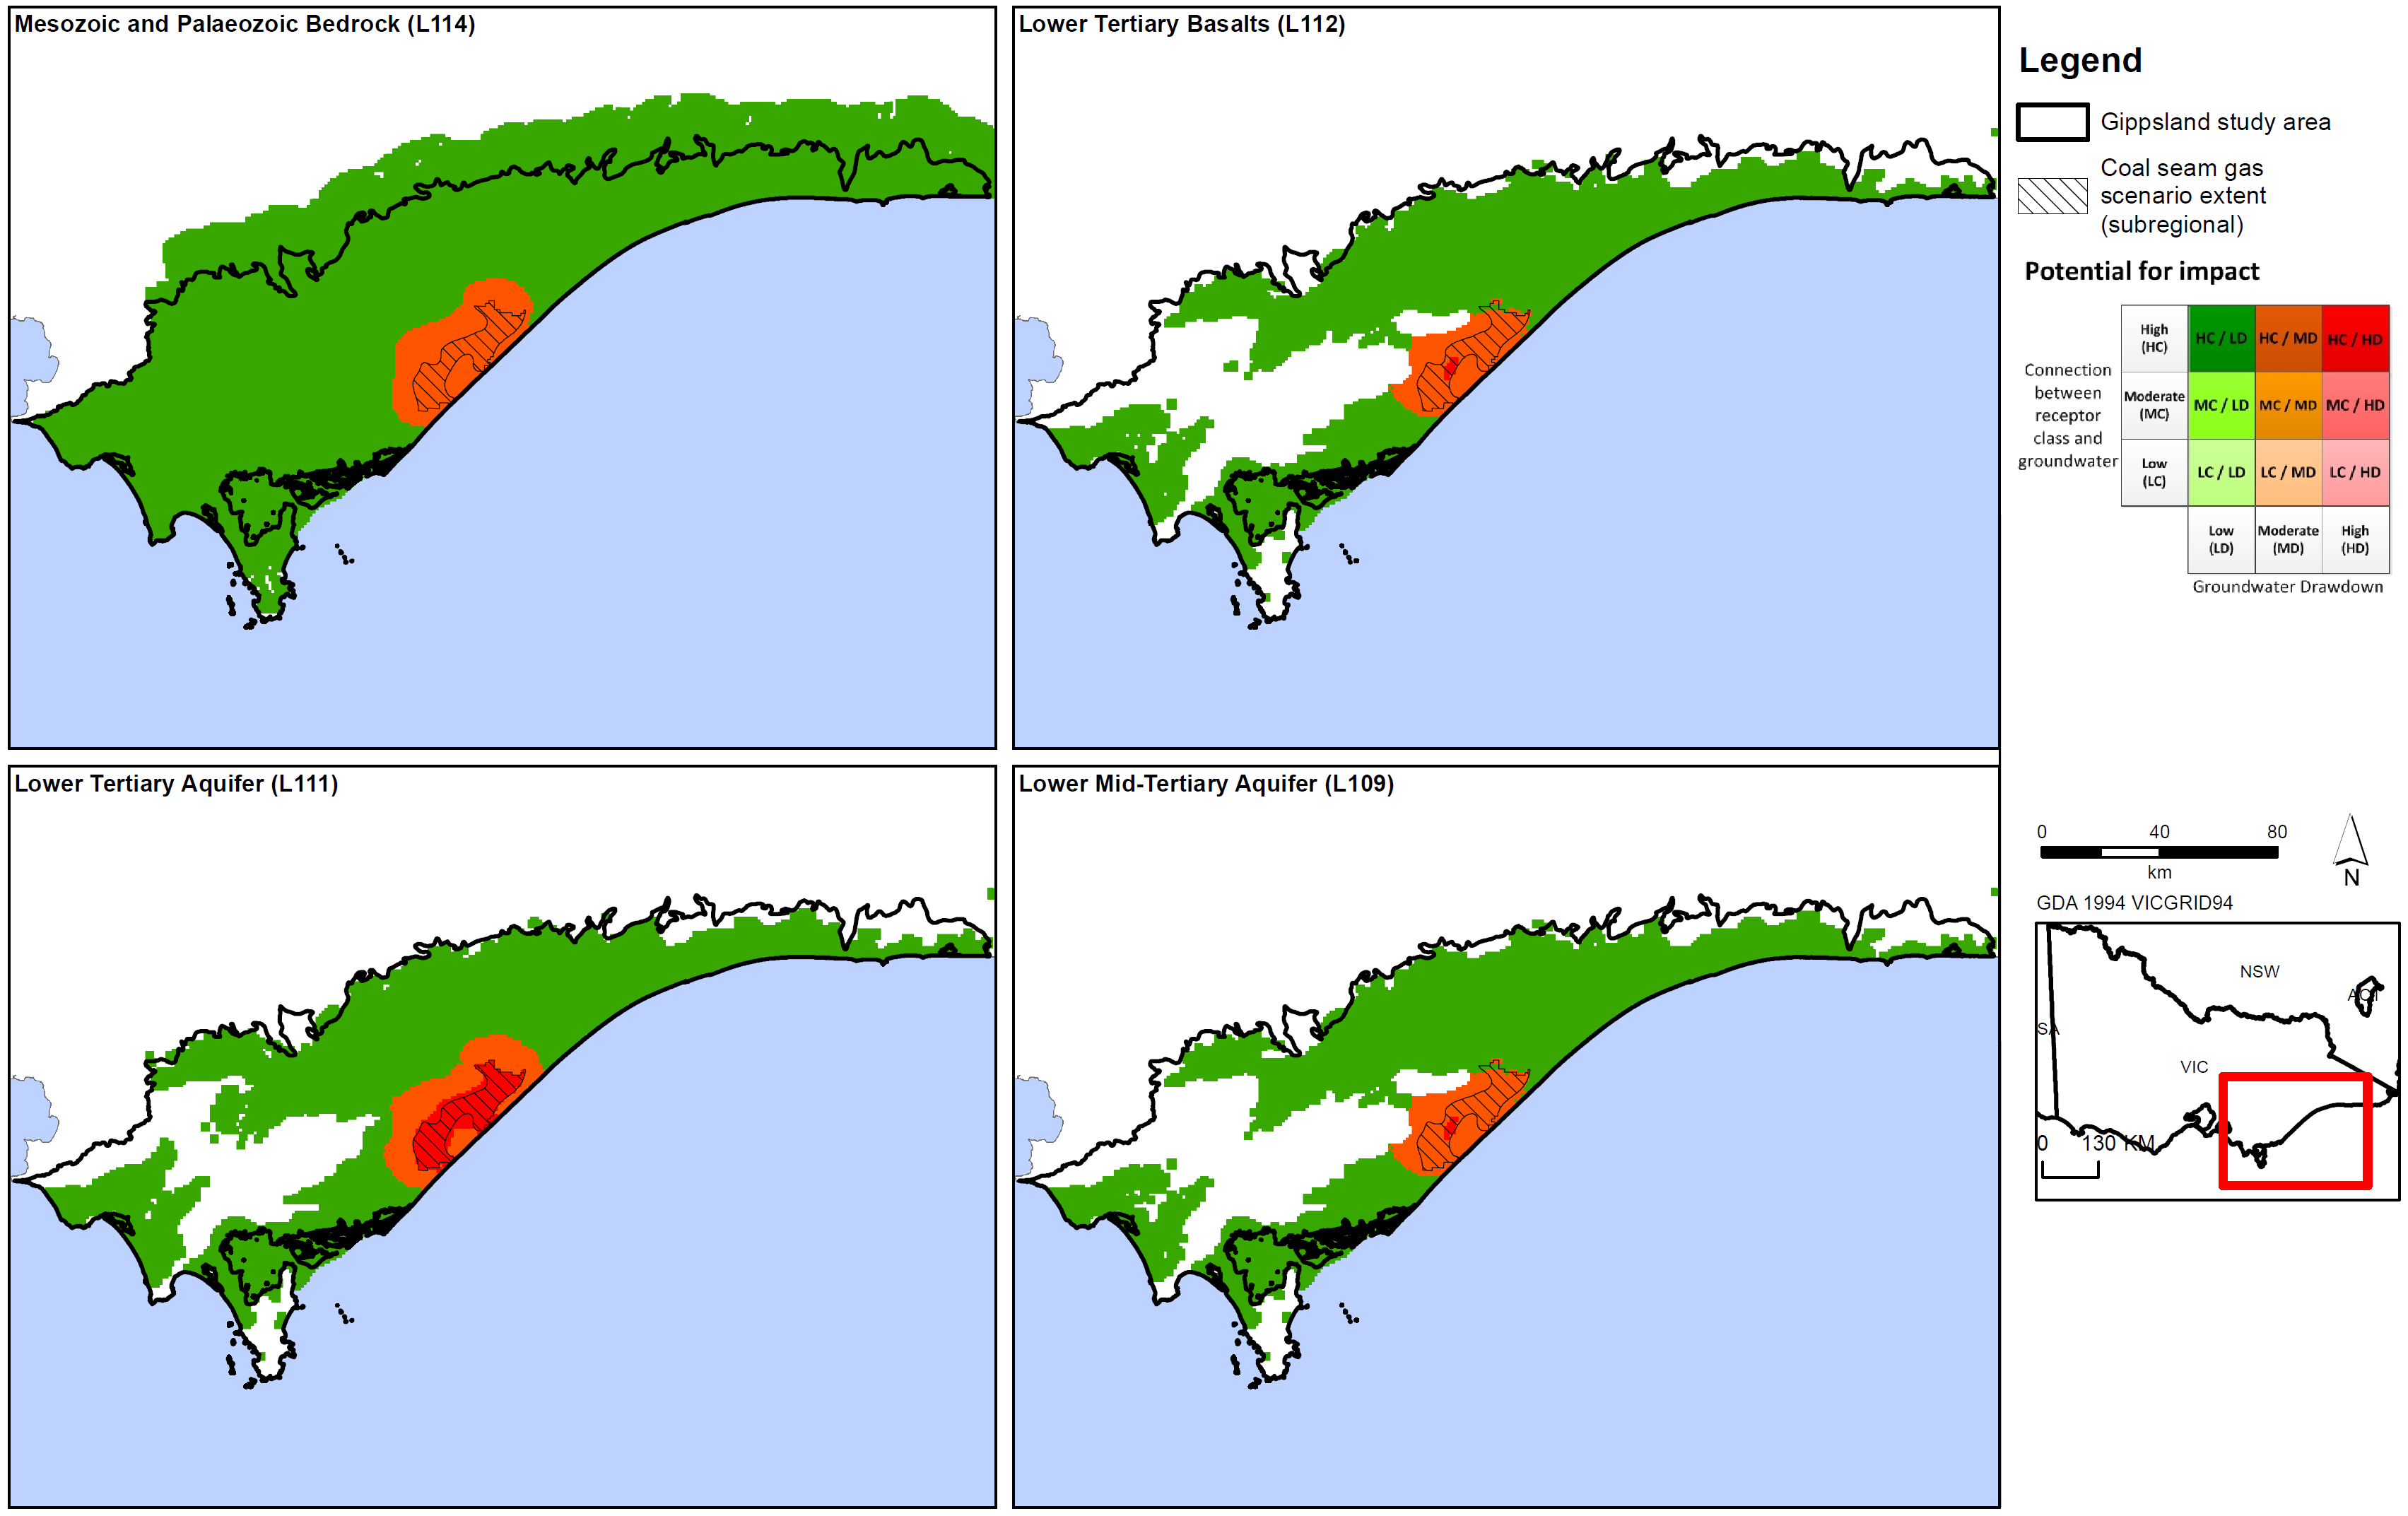 Mesozoic and Palaeozoic Bedrock (L114)
Lower Tertiary Basalts (L112)
Lower Tertiary Aquifer (L111)
Lower Mid-Tertiary Aquifer (L109)
Legend
Gippsland study area
Coal seam gas
scenario extent
(subregional)
Potential for impact
Connection
between
receptor
class and
groundwater
High
(HC)
HC / LD
HC / MD
HC / HD
Moderate
(MC)
MC / LD
MC / MD
MC / HD
Low
(LC)
LC / LD
LC / MD
LC / HD
Low
(LD)
Moderate
(MD)
High
(HD)
Groundwater Drawdown
0 40 80
km
N
GDA 1994 VICGRID94
NSW
ACT
SA
VIC
0 130 KM